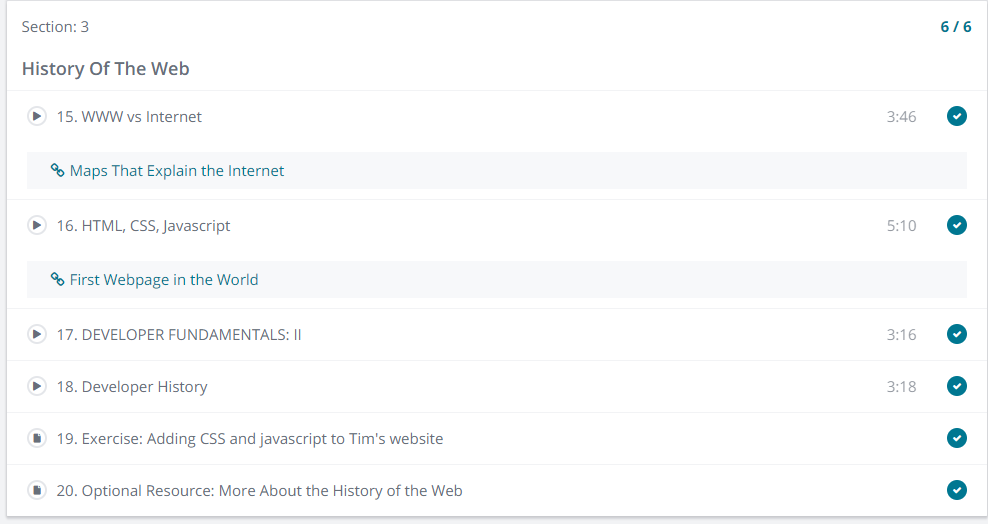 Section: 3
6 / 6
History Of The Web
15. WWW vs Internet
3:46
Maps That Explain the Internet
16. HTML, CSS, Javascript
5:10
First Webpage in the World
17. DEVELOPER FUNDAMENTALS: II
3:16
18. Developer History
3:18
19. Exercise: Adding CSS and javascript to Tim's website
20. Optional Resource: More About the History of the Web